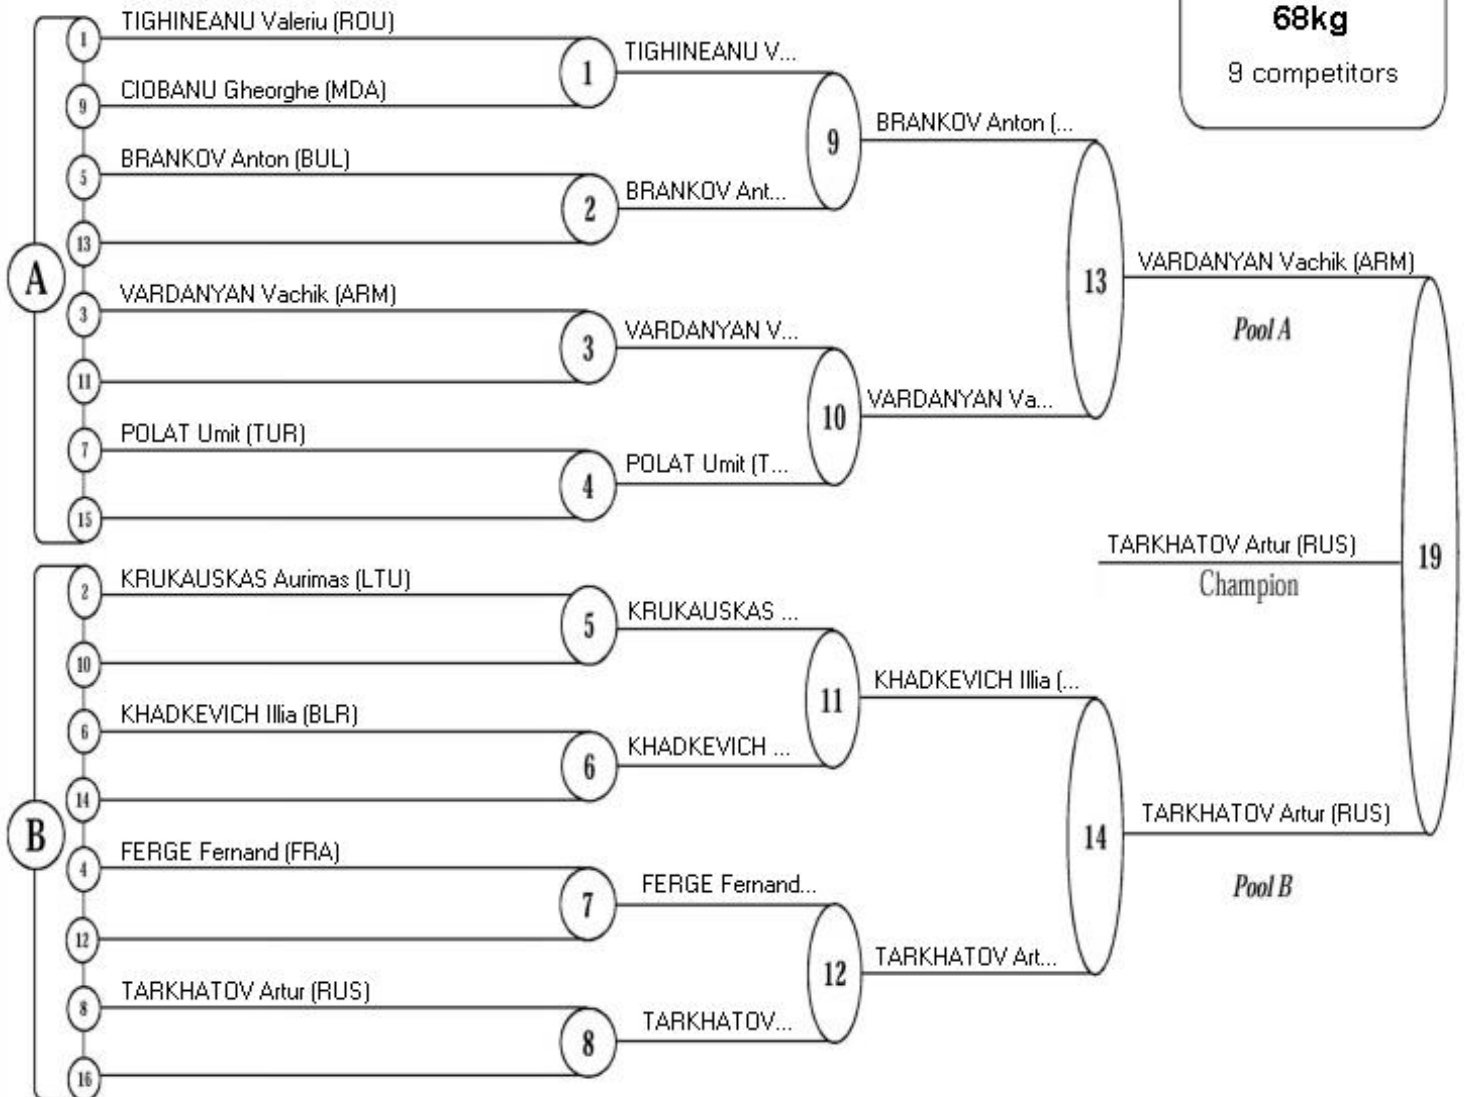 68kg
9 competitors
A
1
TIGHINEANU Valeriu (ROU)
9
CIOBANU Gheorghe (MDA)
5
BRANKOV Anton (BUL)
13
3
VARDANYAN Vachik (ARM)
11
7
POLAT Umit (TUR)
15
B
2
KRUKAUSKAS Aurimas (LTU)
10
6
KHADKEVICH Illia (BLR)
14
4
FERGE Fernand (FRA)
12
8
TARKHATOV Artur (RUS)
16
1
TIGHINEANU V...
2
BRANKOV Ant...
3
VARDANYAN V...
4
POLAT Umit (T...
5
KRUKAUSKAS ...
6
KHADKEVICH ...
7
FERGE Fernand...
8
TARKHATOV...
9
BRANKOV Anton (...
10
VARDANYAN Va...
11
KHADKEVICH Illia (...
12
TARKHATOV Art...
13
VARDANYAN Vachik (ARM)
Pool A
14
TARKHATOV Artur (RUS)
Pool B
19
TARKHATOV Artur (RUS)
Champion